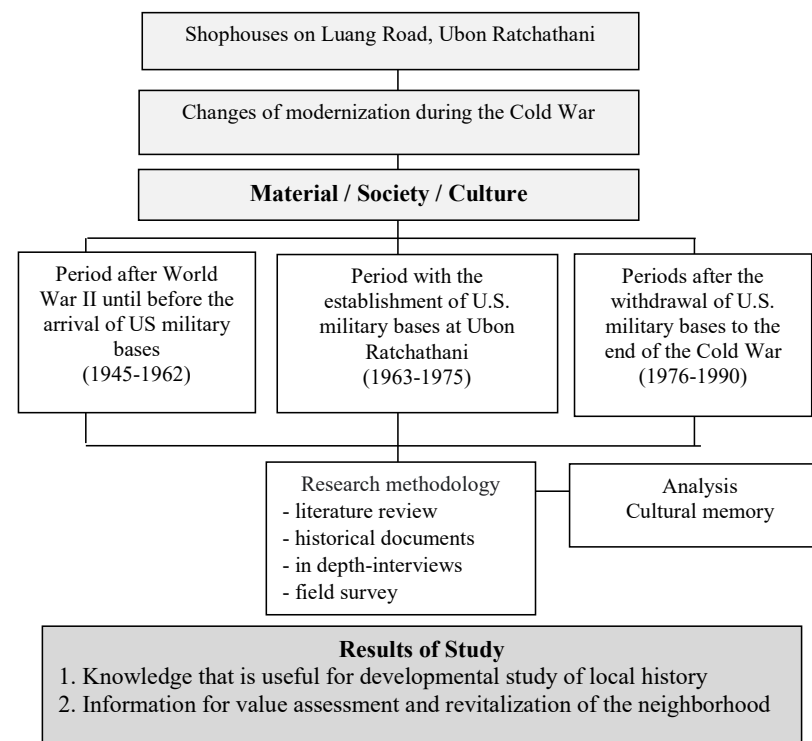 Shophouses on Luang Road, Ubon Ratchathani
Changes of modernization during the Cold War
Material / Society / Culture
Period after World
War II until before the
arrival of US military
bases
(1945-1962)
Period with the
establishment of U.S.
military bases at Ubon
Ratchathani
(1963-1975)
Periods after the
withdrawal of U.S.
military bases to the
end of the Cold War
(1976-1990)
Research methodology
- literature review
- historical documents
- in depth-interviews
- field survey
Analysis
Cultural memory
Results of Study
1. Knowledge that is useful for developmental study of local history
2. Information for value assessment and revitalization of the neighborhood